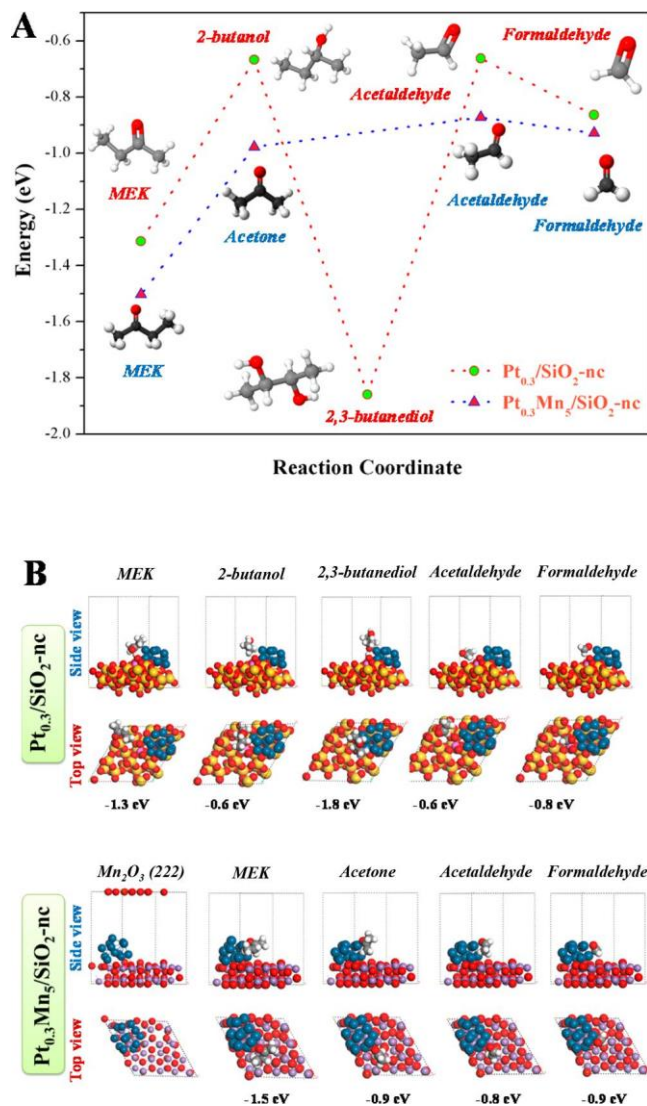 A
-0.6
-0.8
-1.0
-1.2
-1.4
-1.6
-1.8
-2.0
Energy (eV)
Reaction Coordinate
2-butanol
Formaldehyde
Acetaldehyde
MEK
Acetone
Acetaldehyde
Formaldehyde
MEK
2,3-butanediol
Pt0.3/SiO2-nc
Pt0.3Mn5/SiO2-nc
B
MEK 2-butanol 2,3-butanediol Acetaldehyde Formaldehyde
Pt0.3/SiO2-nc
Side view
Top view
-1.3 eV -0.6 eV -1.8 eV -0.6 eV -0.8 eV
Mn2O3 (222) MEK Acetone Acetaldehyde Formaldehyde
Pt0.3Mn5/SiO2-nc
Side view
Top view
-1.5 eV -0.9 eV -0.8 eV -0.9 eV